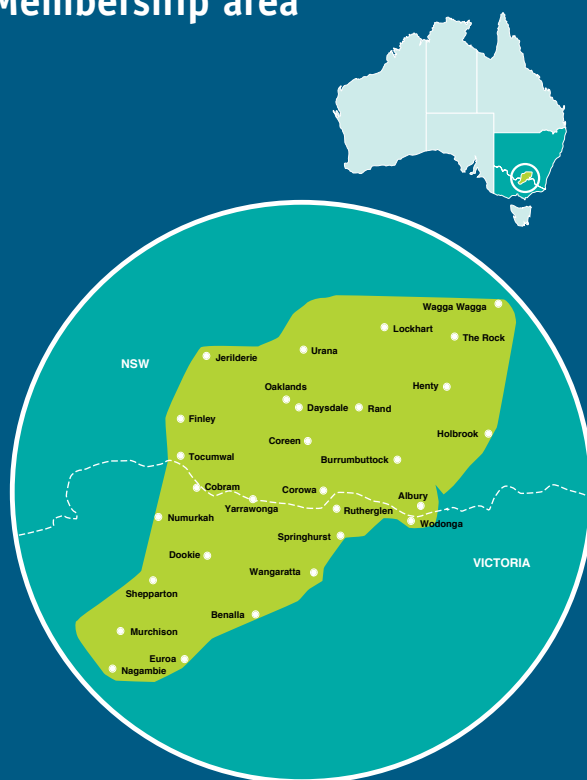 Membership area
Wagga Wagga
Lockhart
The Rock
Urana
Jerilderie
NSW
Henty
Oaklands
Daysdale
Rand
Finley
Holbrook
Coreen
Tocumwal
Burrumbuttock
Cobram
Corowa
Albury
Yarrawonga
Rutherglen
Numurkah
Wodonga
Springhurst
Dookie
VICTORIA
Wangaratta
Shepparton
Benalla
Murchison
Euroa
Nagambie